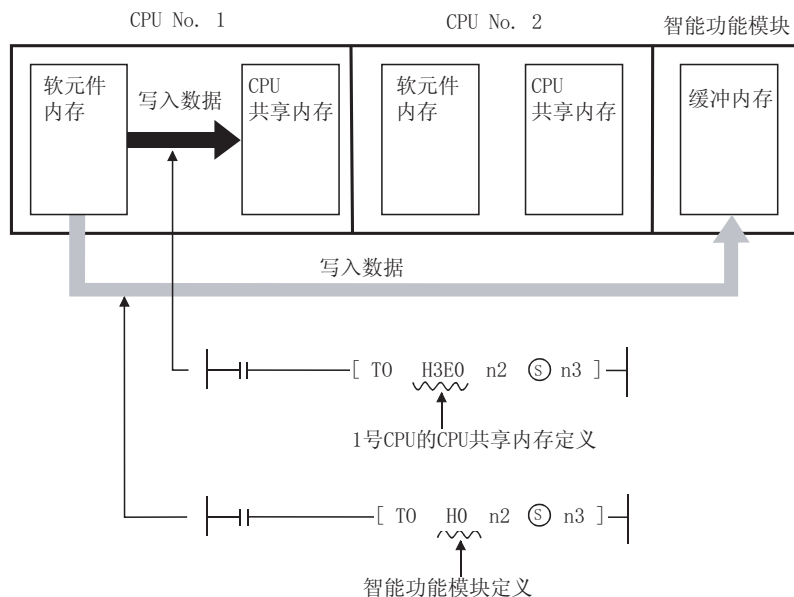 CPU No. 1
CPU No. 2
智能功能模块
软元件
内存
写入数据
CPU
共享内存
软元件
内存
CPU
共享内存
缓冲内存
写入数据
[ TO H3E0 n2 Ⓢ n3 ]
1号CPU的CPU共享内存定义
[ TO H0 n2 Ⓢ n3 ]
智能功能模块定义